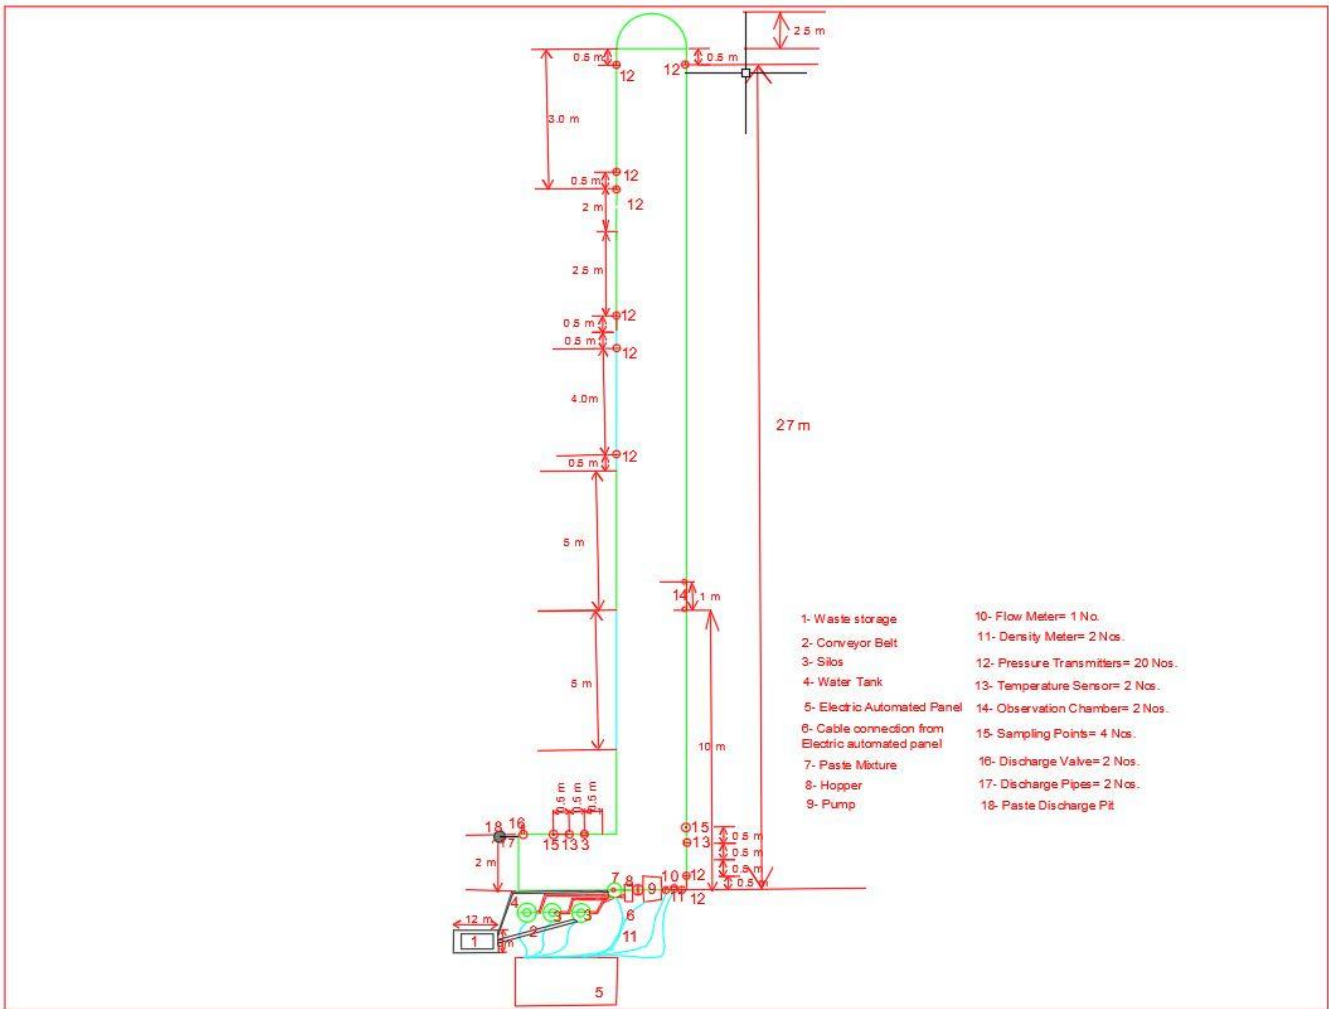 2.5 m
0.5 m
0.5 m
12
12
3.0 m
12
0.5 m
12
2 m
2.5 m
12
0.5 m
0.5 m
12
4.0m
12
0.5 m
27 m
5 m
14
1 m
5 m
10 m
0.5 m
0.5 m
0.5 m
18
16
17
15
13
3
15
0.5 m
13
0.5 m
2 m
0.5 m
12
0.5 m
7
8
9
10
11
12
4
3
3
6
12 m
2
11
1
5
1- Waste storage
2- Conveyor Belt
3- Silos
4- Water Tank
5- Electric Automated Panel
6- Cable connection from
Electric automated panel
7- Paste Mixture
8- Hopper
9- Pump
10- Flow Meter= 1 No.
11- Density Meter= 2 Nos.
12- Pressure Transmitters= 20 Nos.
13- Temperature Sensor= 2 Nos.
14- Observation Chamber= 2 Nos.
15- Sampling Points= 4 Nos.
16- Discharge Valve= 2 Nos.
17- Discharge Pipes= 2 Nos.
18- Paste Discharge Pit